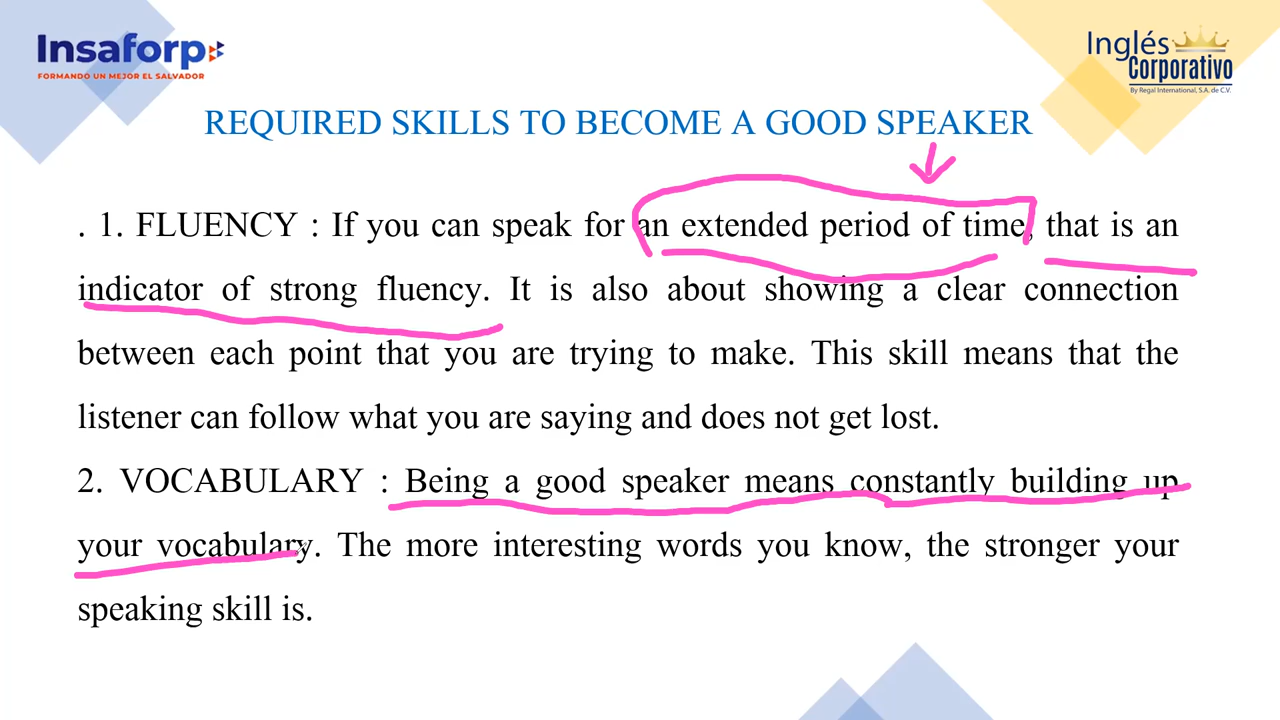 Insaforp
FORMANDO UN MEJOR EL SALVADOR
Inglés
Corporativo
By Regal International, S.A. de C.V.
REQUIRED SKILLS TO BECOME A GOOD SPEAKER
. 1. FLUENCY : If you can speak for an extended period of time, that is an
indicator of strong fluency. It is also about showing a clear connection
between each point that you are trying to make. This skill means that the
listener can follow what you are saying and does not get lost.
2. VOCABULARY : Being a good speaker means constantly building up
your vocabulary. The more interesting words you know, the stronger your
speaking skill is.